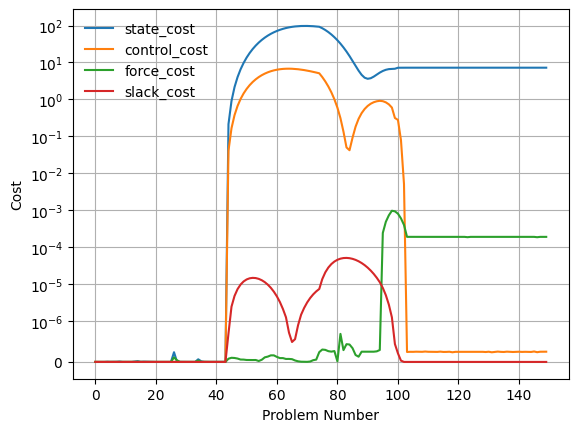 state_cost
control_cost
force_cost
slack_cost
Cost
10²
10¹
10⁰
10⁻¹
10⁻²
10⁻³
10⁻⁴
10⁻⁵
10⁻⁶
0
0 20 40 60 80 100 120 140
Problem Number